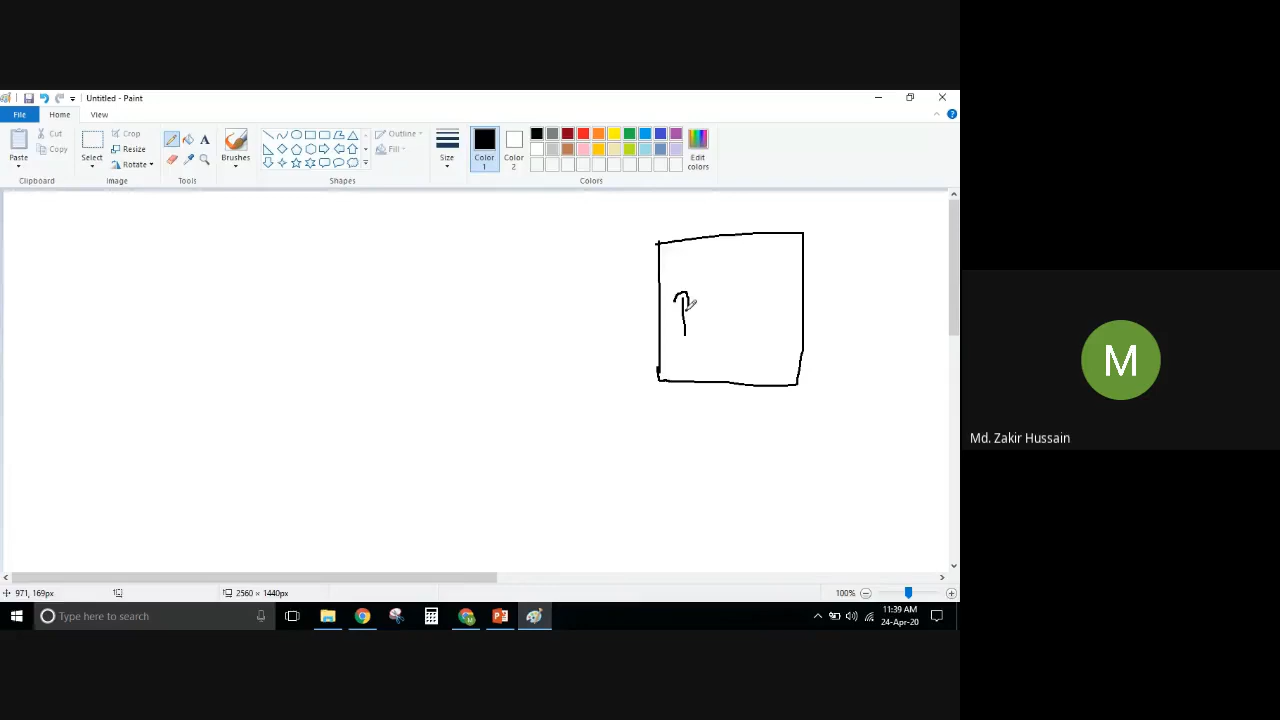 Untitled - Paint
File Home View
Paste Cut Copy Select Crop Resize Rotate A Brushes Outline Fill Size Color 1 Color 2 Edit colors
Clipboard Image Tools Shapes Colors
M
Md. Zakir Hussain
971, 169px 2560 × 1440px 100%
Type here to search 11:39 AM
24-Apr-20